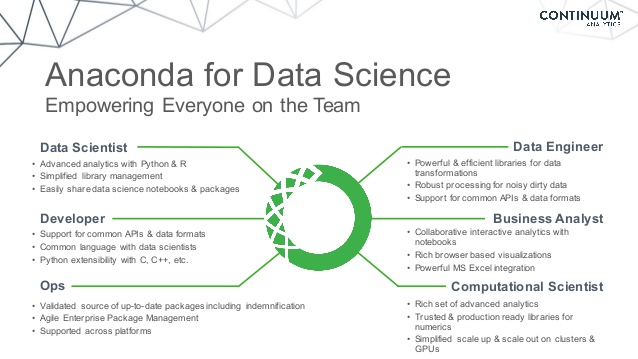 CONTINUUM™
ANALYTICS
Anaconda for Data Science
Empowering Everyone on the Team
Data Scientist
• Advanced analytics with Python & R
• Simplified library management
• Easily share data science notebooks & packages
Developer
• Support for common APIs & data formats
• Common language with data scientists
• Python extensibility with C, C++, etc.
Ops
• Validated source of up-to-date packages including indemnification
• Agile Enterprise Package Management
• Supported across platforms
Data Engineer
• Powerful & efficient libraries for data
transformations
• Robust processing for noisy dirty data
• Support for common APIs & data formats
Business Analyst
• Collaborative interactive analytics with
notebooks
• Rich browser based visualizations
• Powerful MS Excel integration
Computational Scientist
• Rich set of advanced analytics
• Trusted & production ready libraries for
numerics
• Simplified scale up & scale out on clusters &
GPUs